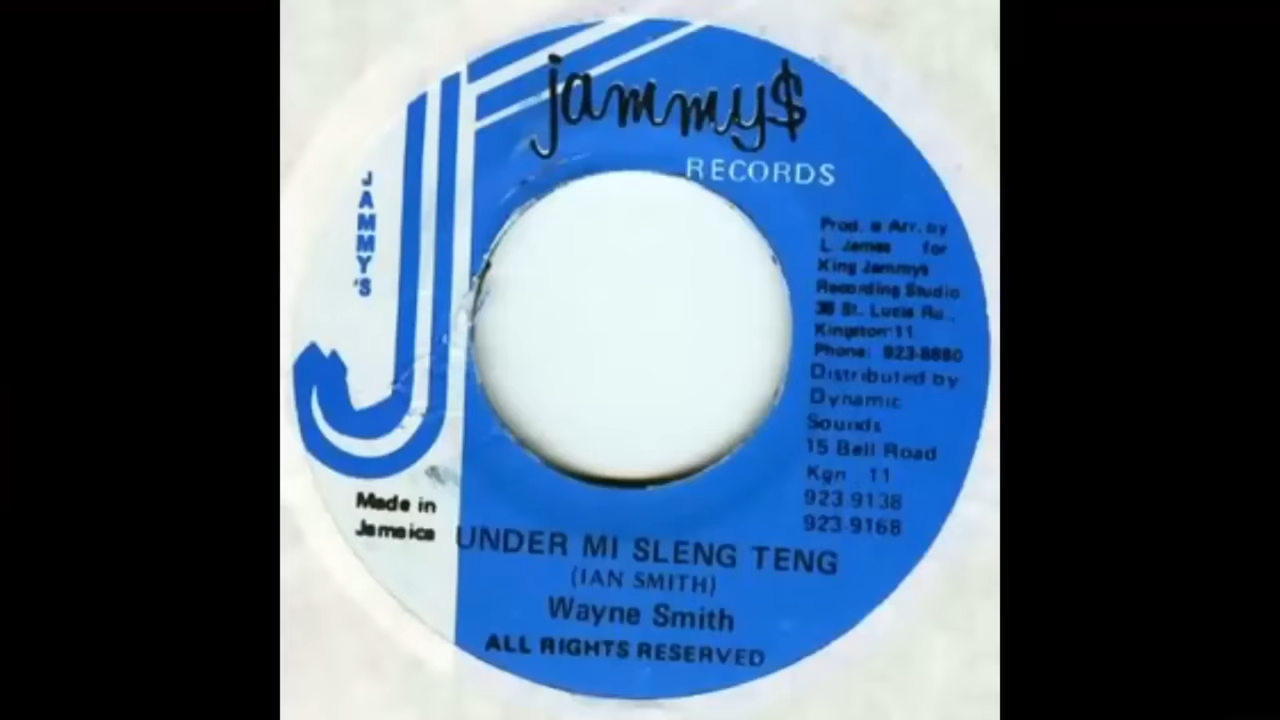 jammy$
RECORDS
JAMMY'S
Prod. & Arr. by
L. James for
King Jammys
Recording Studio
38 St. Lucia Rd.,
Kingston 11
Phone: 923-8880
Distributed by
Dynamic
Sounds
15 Bell Road
Kgn 11
923 9138
923-9168
Made in
Jamaica
UNDER MI SLENG TENG
(IAN SMITH)
Wayne Smith
ALL RIGHTS RESERVED